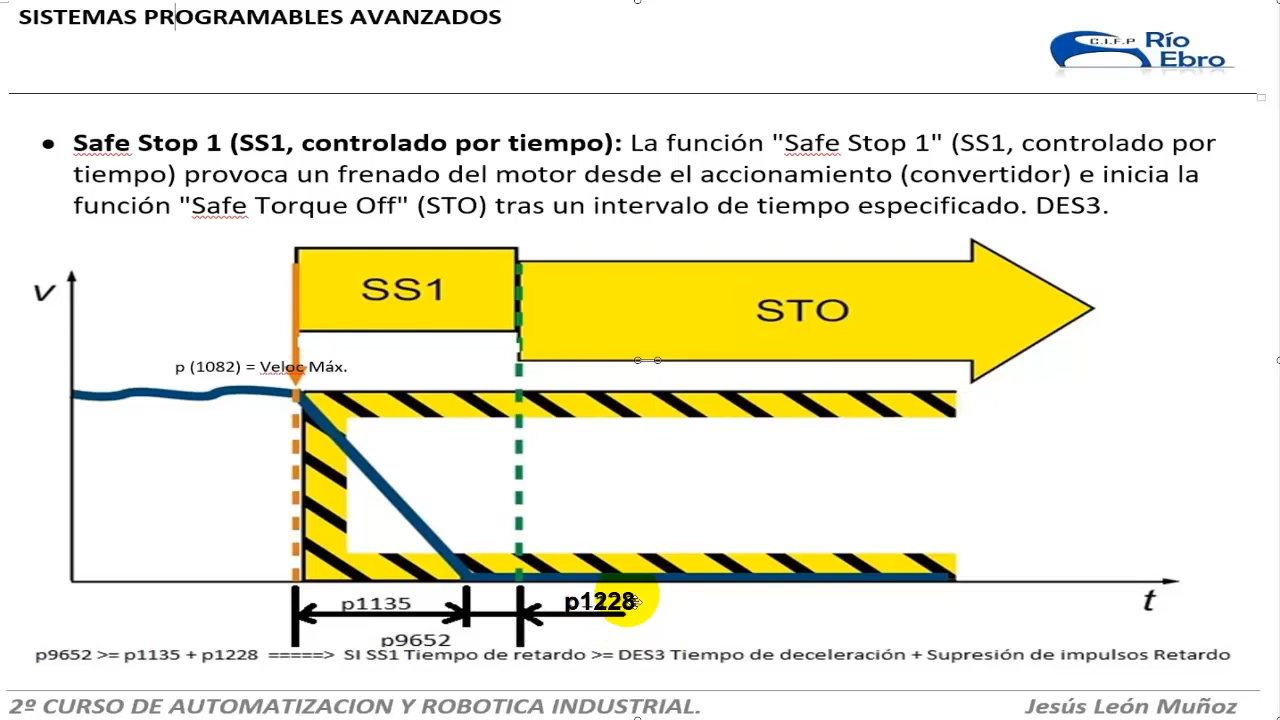 SISTEMAS PROGRAMABLES AVANZADOS
C.I.F.P
Río
Ebro
● Safe Stop 1 (SS1, controlado por tiempo): La función "Safe Stop 1" (SS1, controlado por
tiempo) provoca un frenado del motor desde el accionamiento (convertidor) e inicia la
función "Safe Torque Off" (STO) tras un intervalo de tiempo especificado. DES3.
SS1
STO
v
p (1082) = Veloc Máx.
p1135
p1228
t
p9652
p9652 >= p1135 + p1228 =====> SI SS1 Tiempo de retardo >= DES3 Tiempo de deceleración + Supresión de impulsos Retardo
2º CURSO DE AUTOMATIZACION Y ROBOTICA INDUSTRIAL.
Jesús León Muñoz